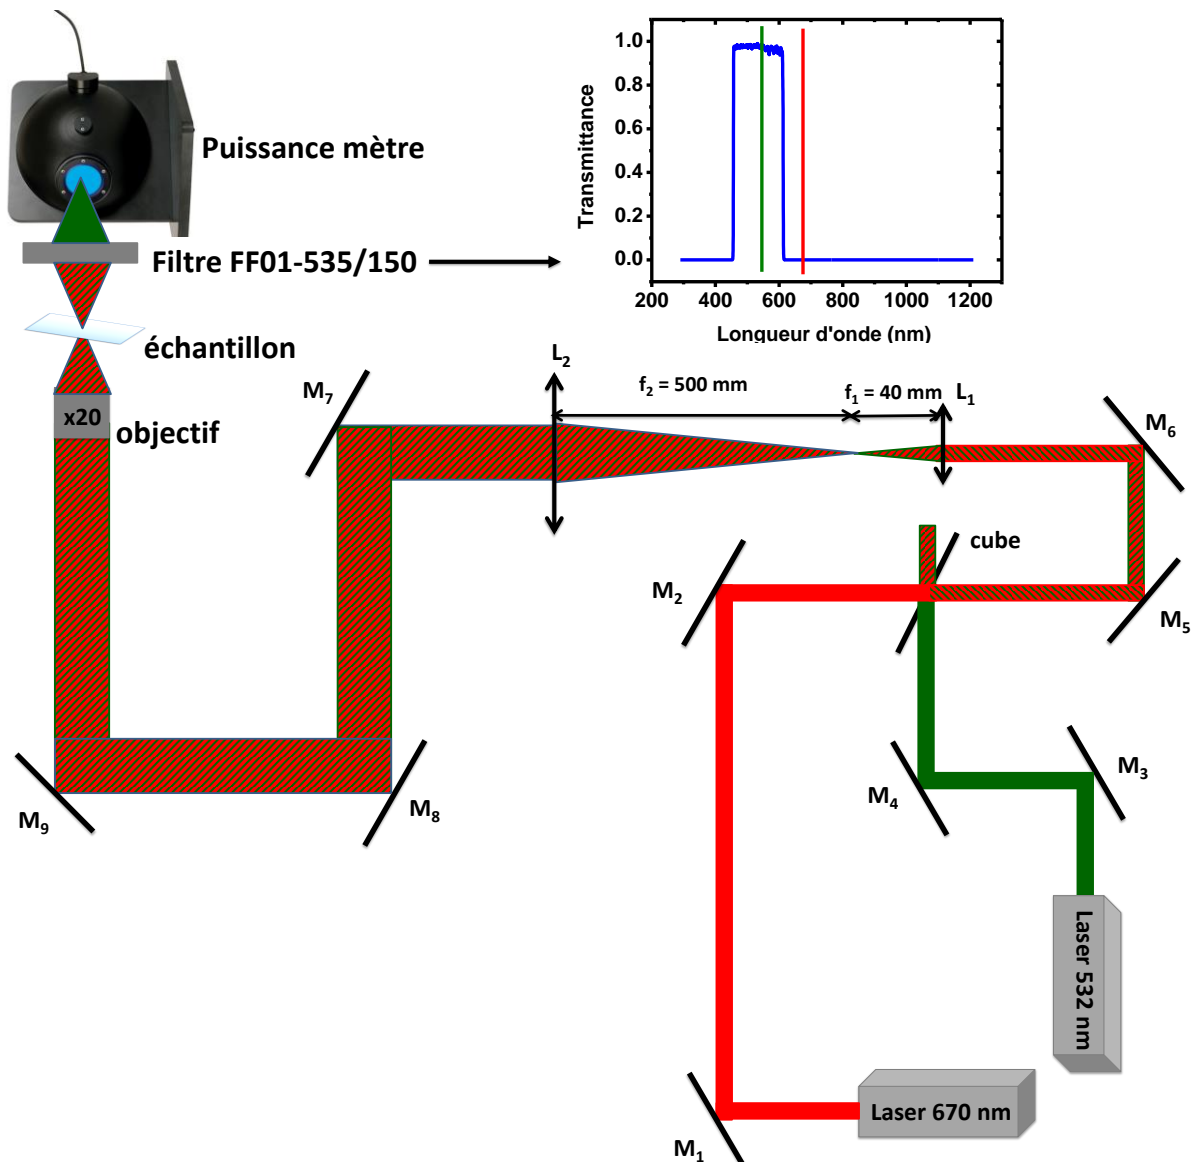 Puissance mètre
Filtre FF01-535/150
échantillon
x20
objectif
Transmittance
1.0
0.8
0.6
0.4
0.2
0.0
200 400 600 800 1000 1200
Longueur d'onde (nm)
M7
L2
f2 = 500 mm
f1 = 40 mm
L1
M6
cube
M2
M5
M3
M4
M9
M8
Laser 532 nm
Laser 670 nm
M1